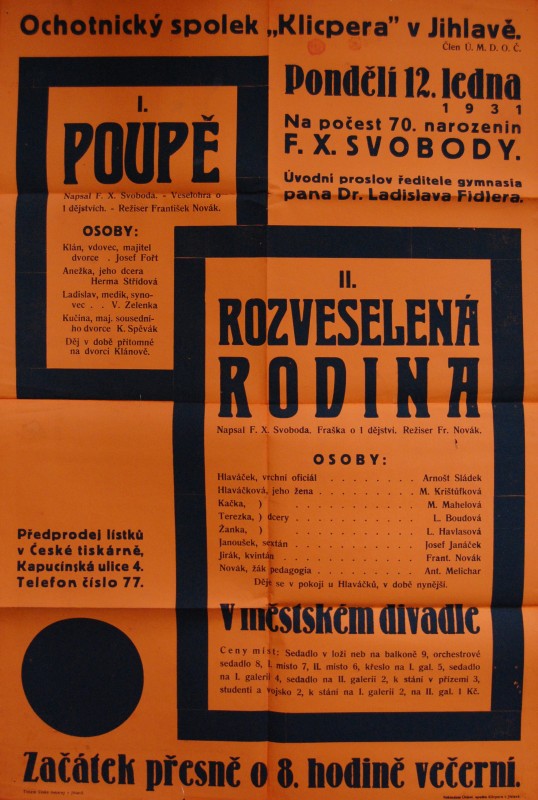 Ochotnický spolek „Klicpera" v Jihlavě.
Člen Ú. M. D. O. Č.
Pondělí 12. ledna
1931
Na počest 70. narozenin
F. X. SVOBODY.
Úvodní proslov ředitele gymnasia
pana Dr. Ladislava Fidlera.
I.
POUPĚ
Napsal F. X. Svoboda. - Veselohra o
1 dějstvích. - Režiser František Novák.
OSOBY:
Klán, vdovec, majitel
dvorce . Josef Fořt
Anežka, jeho dcera
Herma Střídová
Ladislav, medik, syno-
vec . . V. Zelenka
Kučina, maj. sousední-
ho dvorce K. Spěvák
Děj v době přítomné
na dvorci Klánově.
II.
ROZVESELENÁ
RODINA
Napsal F. X. Svoboda. Fraška o 1 dějství. Režiser Fr. Novák.
OSOBY:
Hlaváček, vrchní oficiál . . . . . . . . Arnošt Sládek
Hlaváčková, jeho žena . . . . . . . . M. Krištůfková
Kačka, ) . . . . . . . . M. Mahelová
Terezka, ) dcery . . . . . . . . L. Boudová
Žanka, ) . . . . . . . . L. Havlasová
Janoušek, sextán . . . . . . . . Josef Janáček
Jirák, kvintán . . . . . . . . Frant. Novák
Novák, žák pedagogia . . . . . . . . Ant. Melichar
Děje se v pokoji u Hlaváčků, v době nynější.
V městském divadle
Ceny míst: Sedadlo v loži neb na balkoně 9, orchestrové
sedadlo 8, I. místo 7, II. místo 6, křeslo na I. gal. 5, sedadlo
na I. galerii 4, sedadlo na II. galerii 2, k stání v přízemí 3,
studenti a vojsko 2, k stání na I. galerii 2, na II. gal. 1 Kč.
Předprodej lístků
v České tiskárně,
Kapucínská ulice 4.
Telefon číslo 77.
Začátek přesně o 8. hodině večerní.